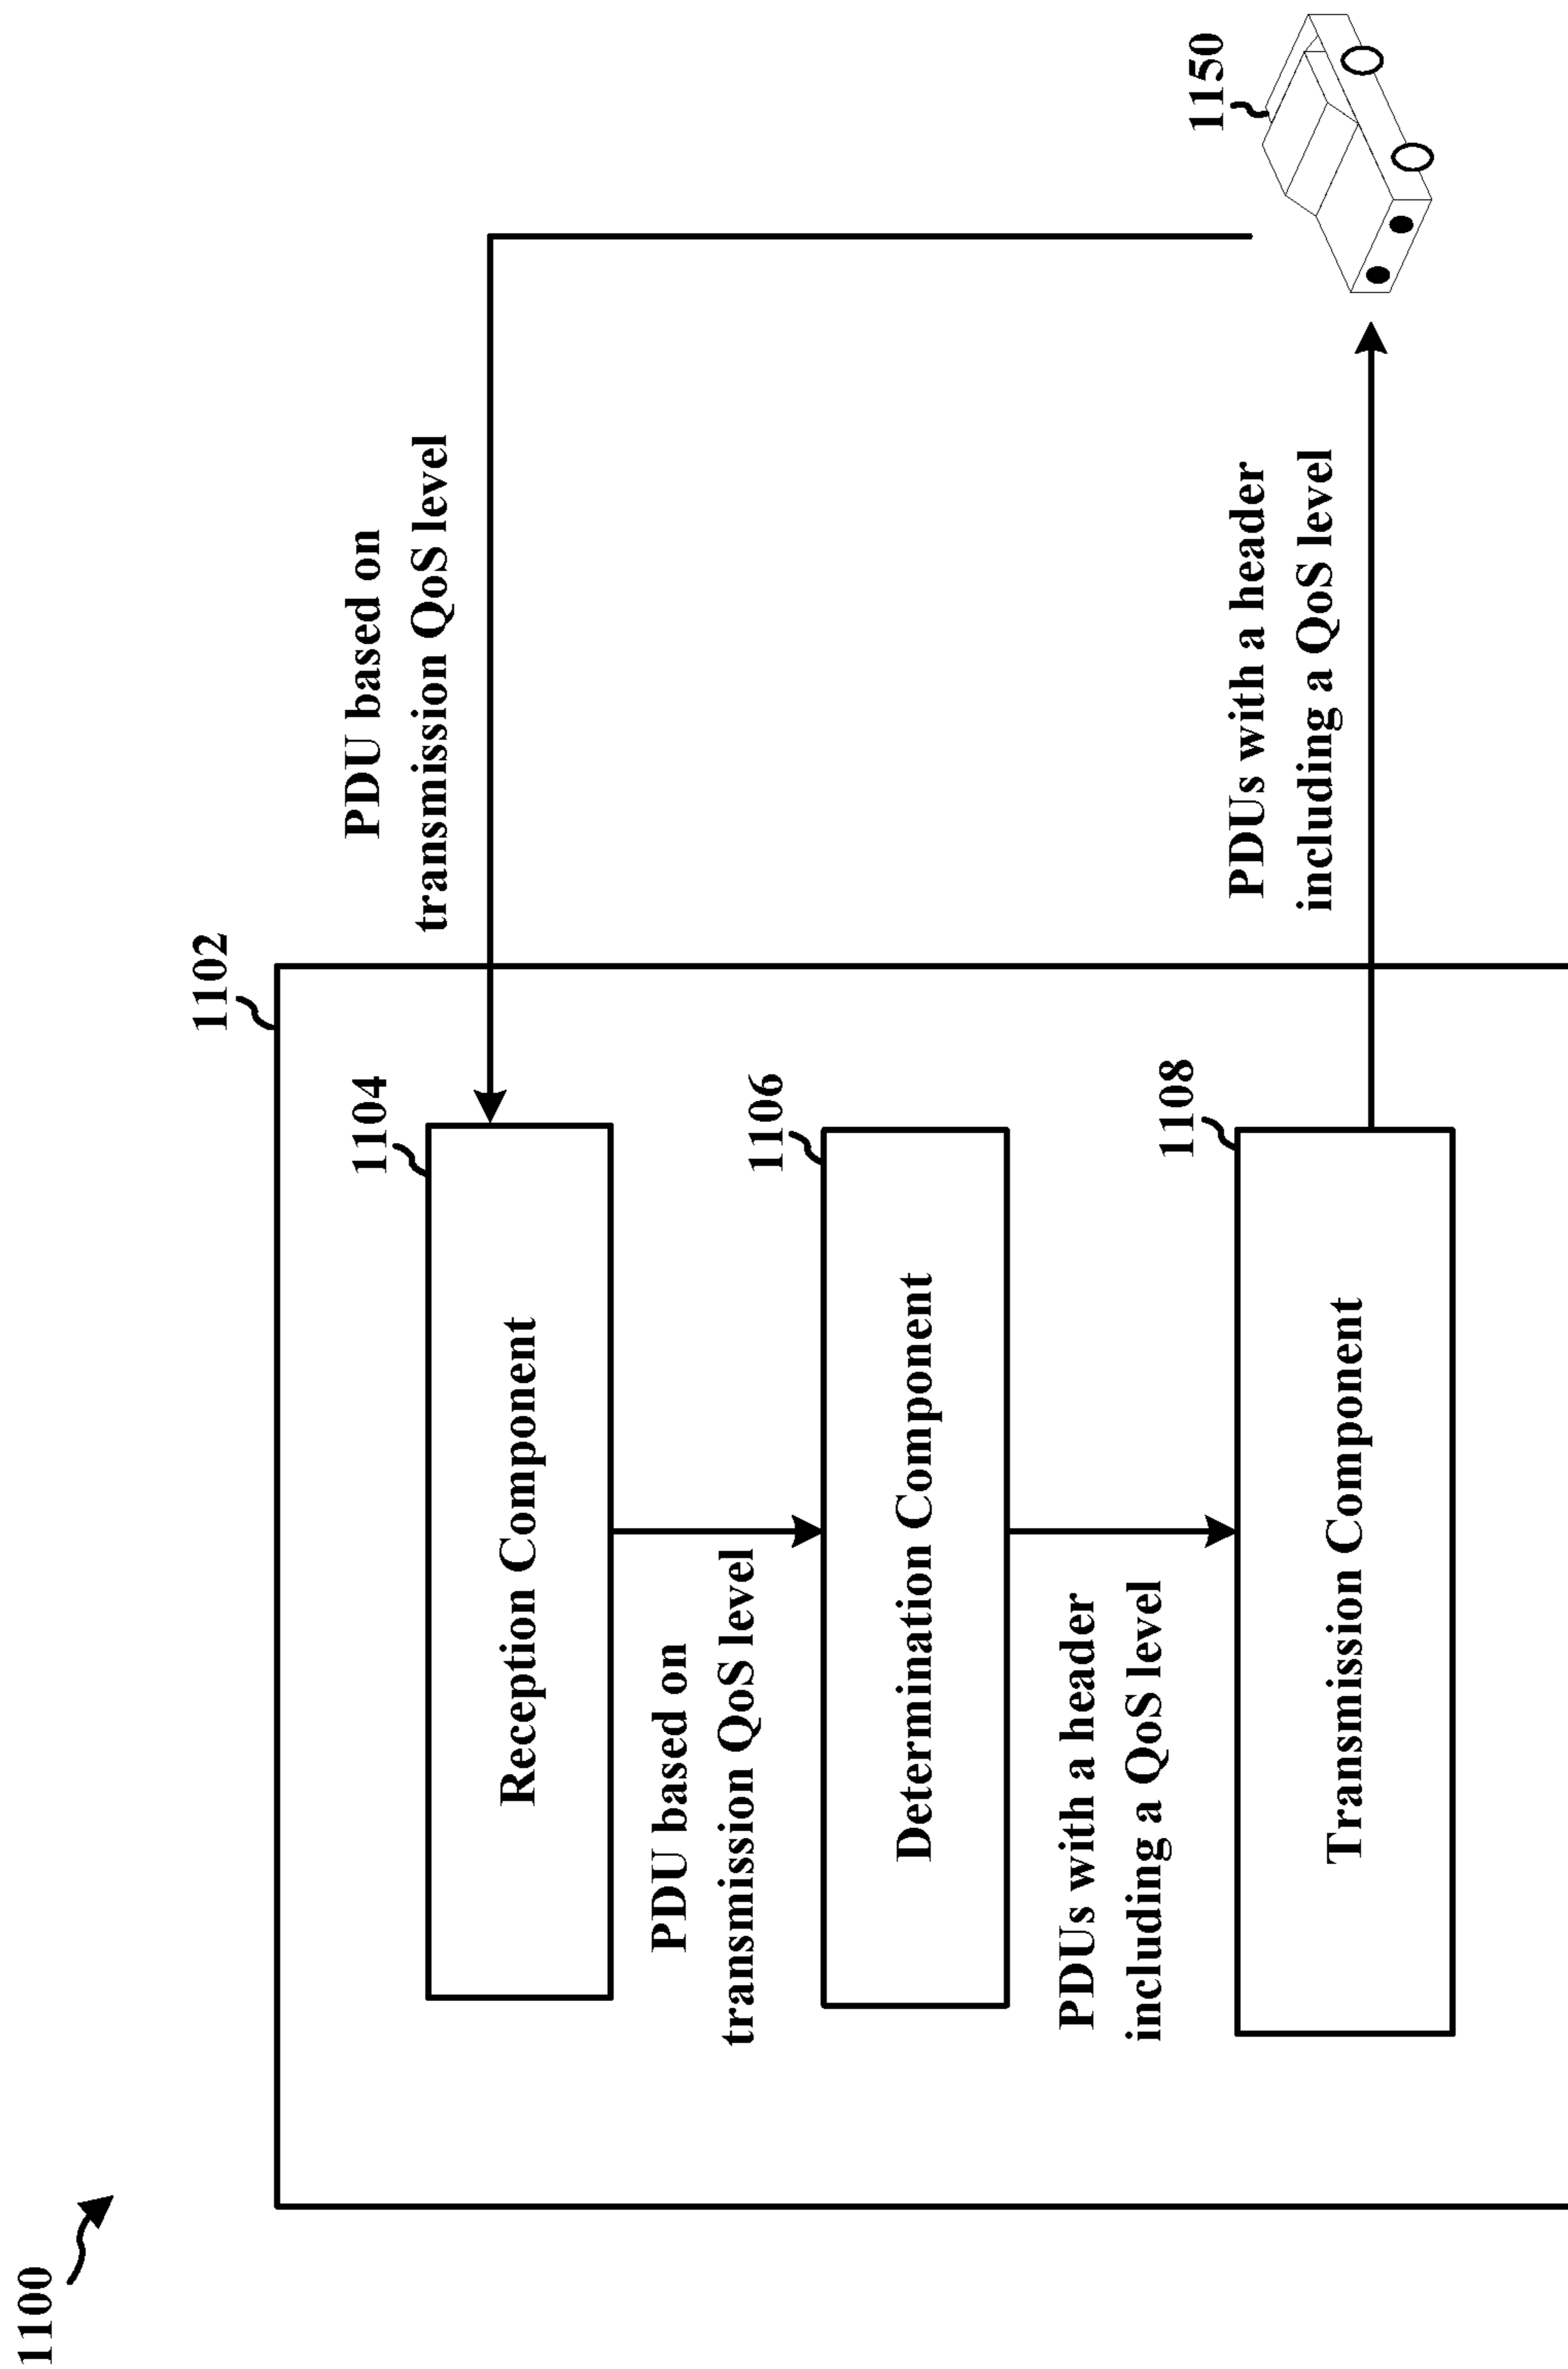 1100
1102
1104
Reception Component
PDU based on
transmission QoS level
PDU based on
transmission QoS level
1106
Determination Component
PDUs with a header
including a QoS level
1108
Transmission Component
PDUs with a header
including a QoS level
1150